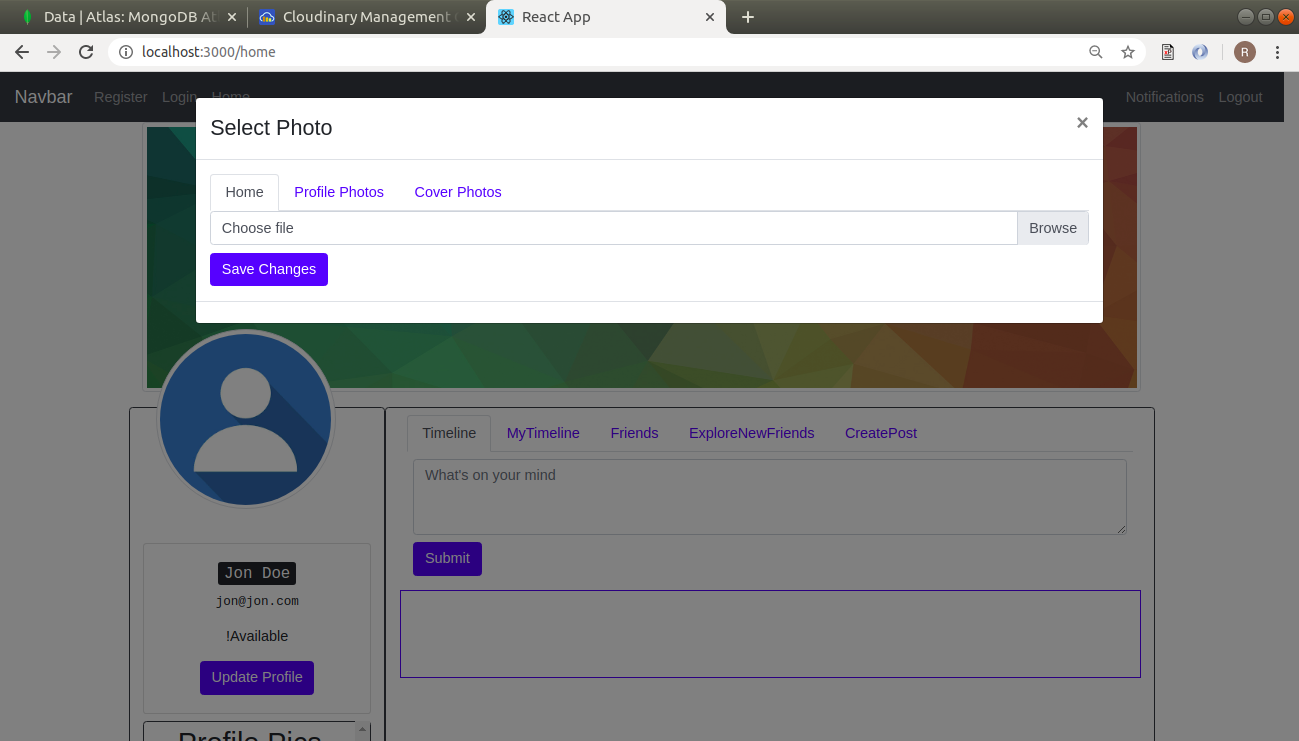 Data | Atlas: MongoDB At
Cloudinary Management
React App
localhost:3000/home
R
Navbar Register Login Home Notifications Logout
Select Photo
×
Home Profile Photos Cover Photos
Choose file Browse
Save Changes
Timeline MyTimeline Friends ExploreNewFriends CreatePost
What's on your mind
Submit
Jon Doe
jon@jon.com
!Available
Update Profile
Profile Pics